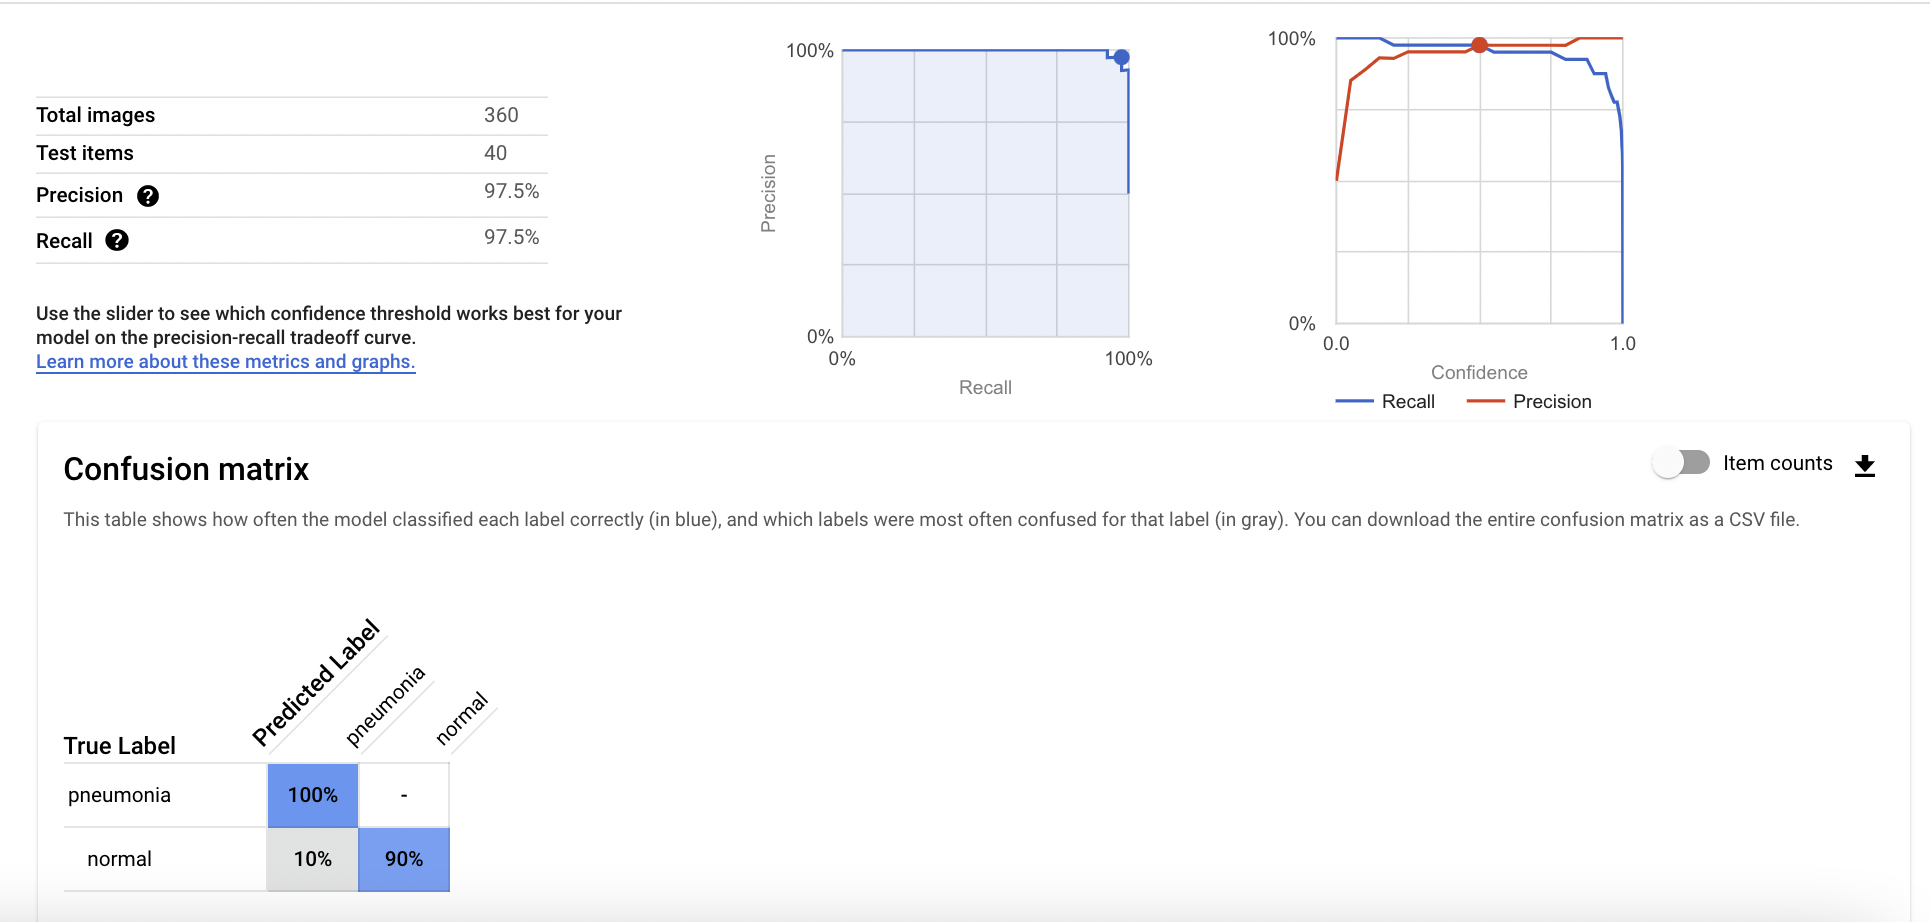 Total images 360
Test items 40
Precision ? 97.5%
Recall ? 97.5%
Use the slider to see which confidence threshold works best for your
model on the precision-recall tradeoff curve.
Learn more about these metrics and graphs.
100%
Precision
0%
0% 100%
Recall
100%
0%
0.0 1.0
Confidence
Recall Precision
Confusion matrix
Item counts
This table shows how often the model classified each label correctly (in blue), and which labels were most often confused for that label (in gray). You can download the entire confusion matrix as a CSV file.
True Label Predicted Label pneumonia normal
pneumonia 100% -
normal 10% 90%